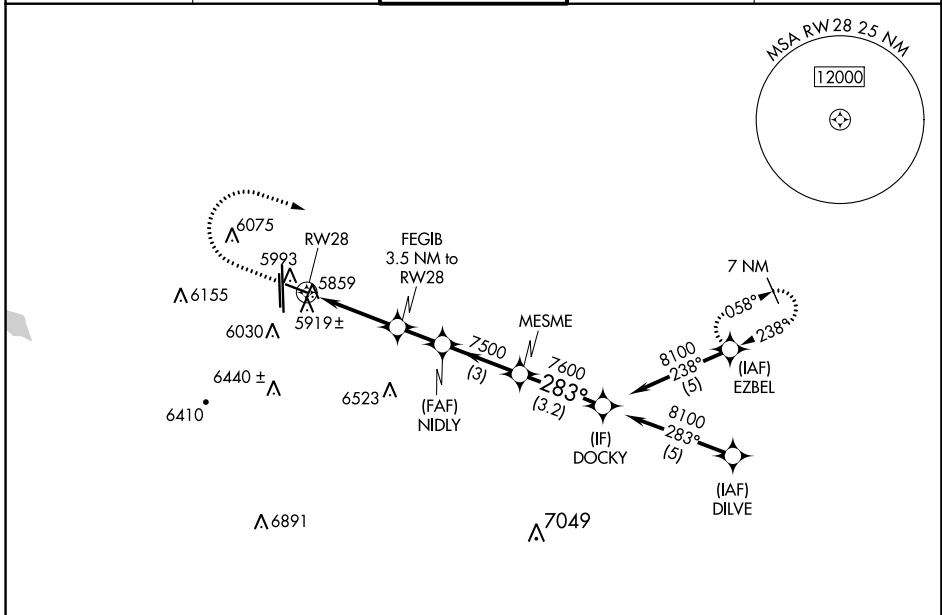 MSA RW 28 25 NM
12000
6075
RW28
FEGIB
3.5 NM to
RW28
5993
5859
6155
5919 ±
6030
7 NM
058°
238°
MESME
7500
(3)
7600
283°
(3.2)
8100
238°
(5)
(IAF)
EZBEL
6440 ±
6410
6523
(FAF)
NIDLY
(IF)
DOCKY
8100
283°
(5)
(IAF)
DILVE
6891
7049